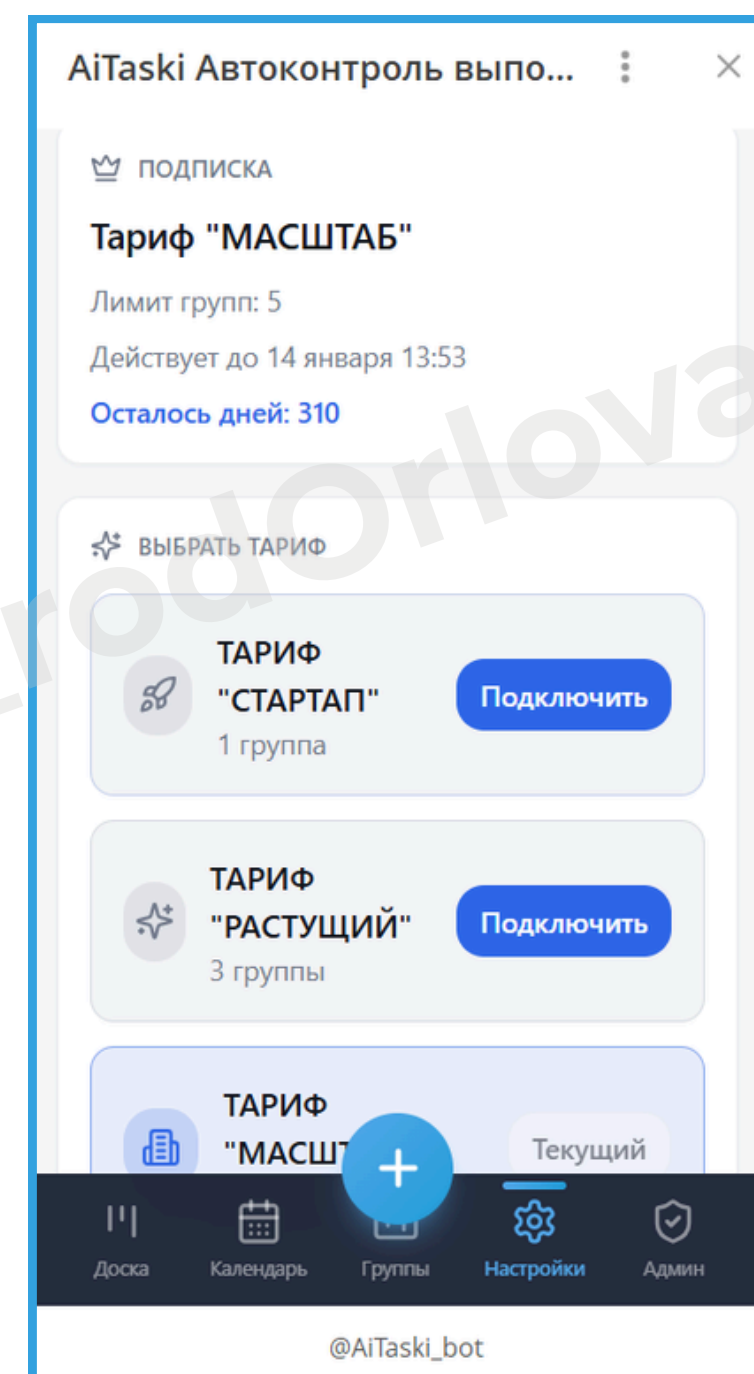 AiTaski Автоконтроль выпо...
ПОДПИСКА
Тариф "МАСШТАБ"
Лимит групп: 5
Действует до 14 января 13:53
Осталось дней: 310
ВЫБРАТЬ ТАРИФ
ТАРИФ
"СТАРТАП"
1 группа
Подключить
ТАРИФ
"РАСТУЩИЙ"
3 группы
Подключить
ТАРИФ
Текущий
Доска
Календарь
Группы
Настройки
Админ
@AiTaski_bot